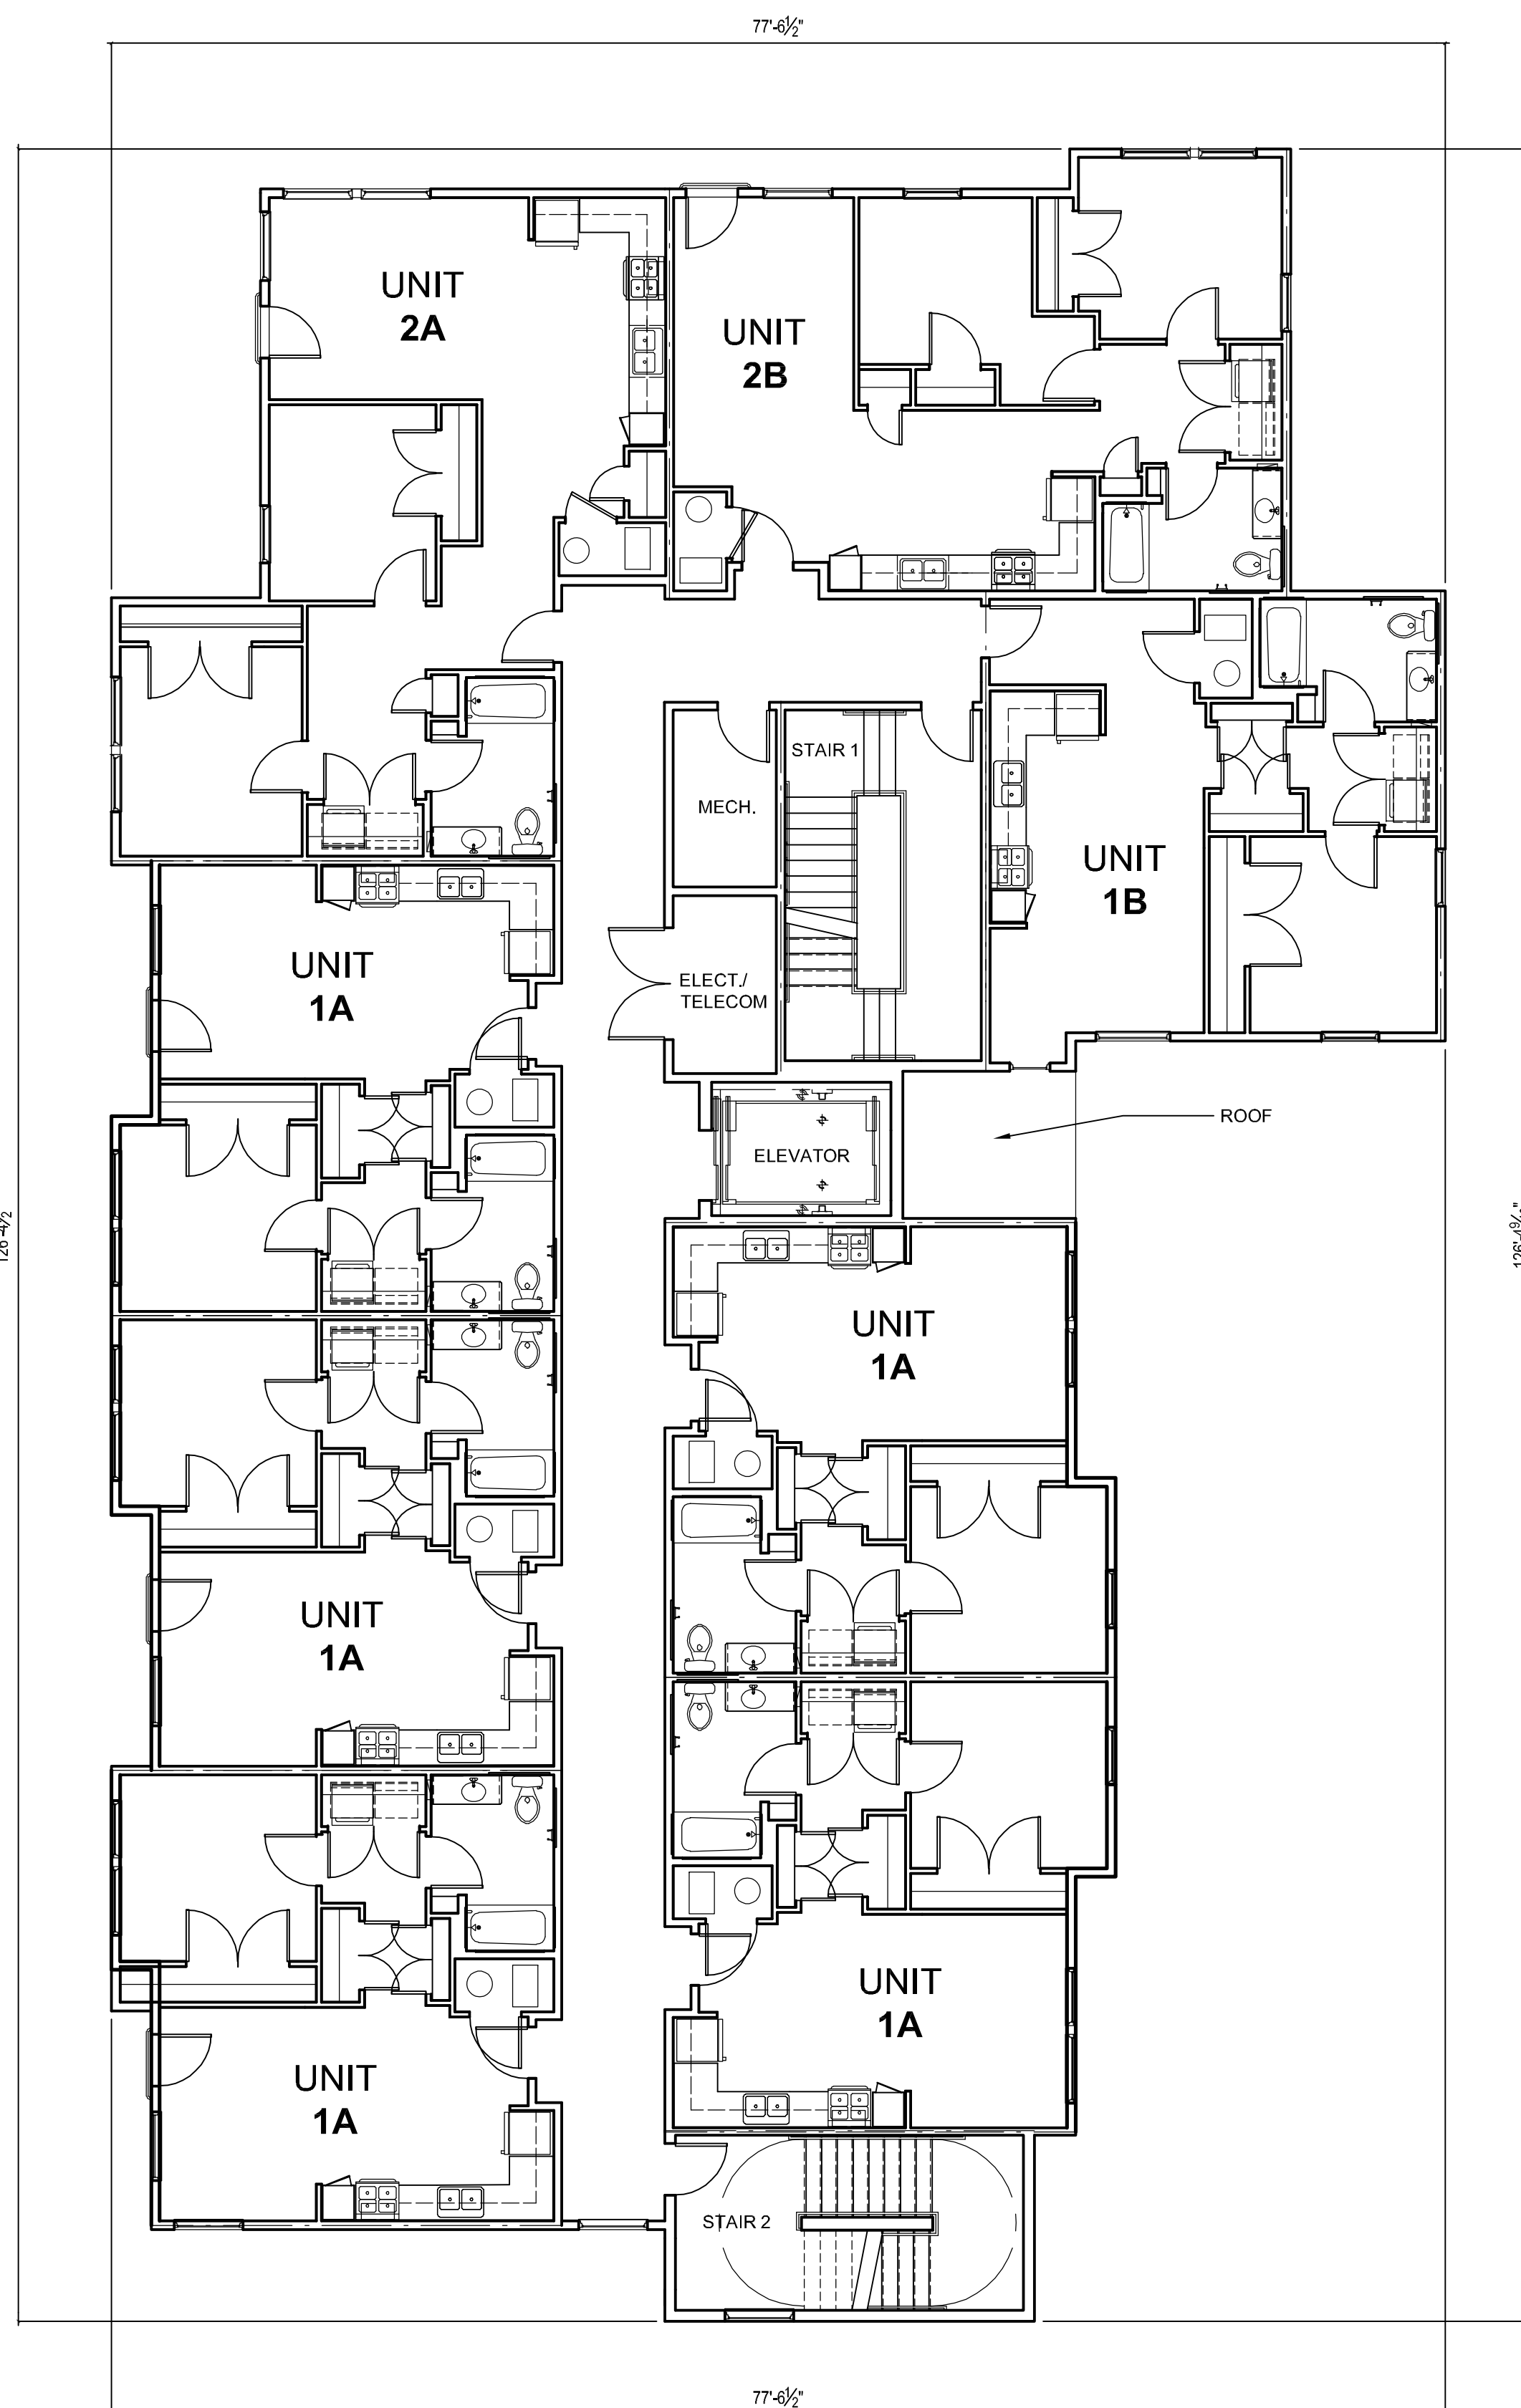 77'-6½"
UNIT
2A
UNIT
2B
STAIR 1
MECH.
UNIT
1B
UNIT
1A
ELECT./
TELECOM
ROOF
ELEVATOR
UNIT
1A
UNIT
1A
UNIT
1A
UNIT
1A
STAIR 2
77'-6½"